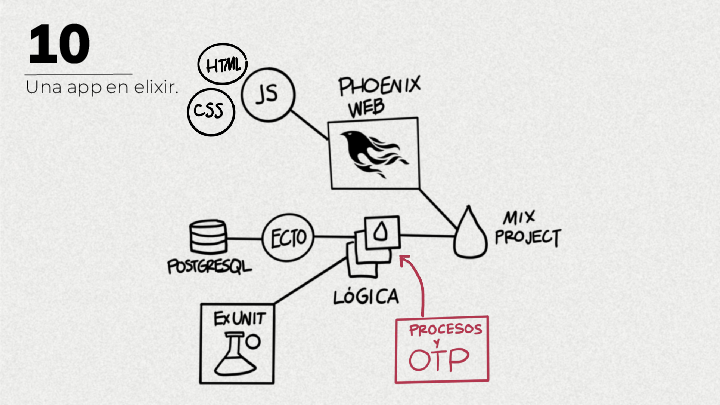 10
Una app en elixir.
HTML
JS
CSS
PHOENIX
WEB
MIX
PROJECT
POSTGRESQL
ECTO
LÓGICA
EXUNIT
PROCESOS
Y
OTP